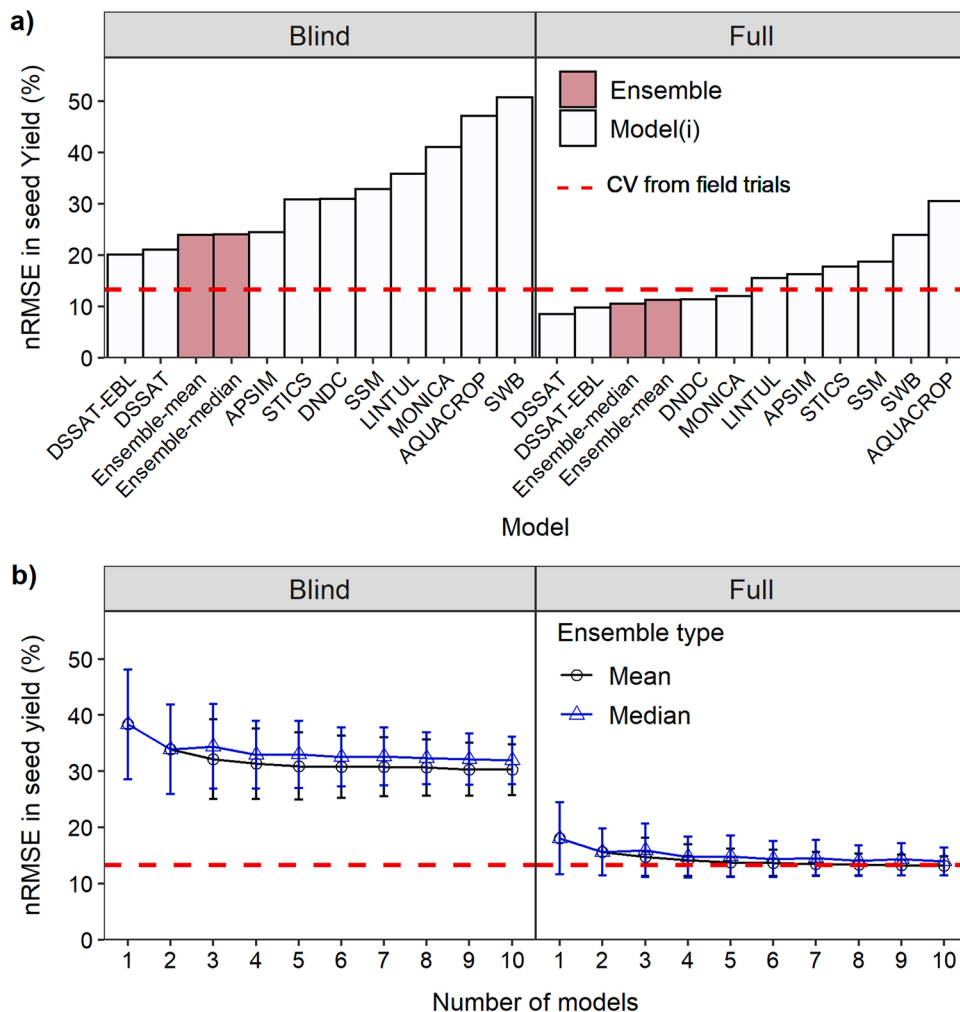 a)
Blind
Full
nRMSE in seed Yield (%)
50
40
30
20
10
0
Ensemble
Model(i)
CV from field trials
DSSAT-EBL
DSSAT
Ensemble-mean
Ensemble-median
APSIM
STICS
DNDC
SSM
LINTUL
MONICA
AQUACROP
SWB
DSSAT
DSSAT-EBL
Ensemble-median
Ensemble-mean
DNDC
MONICA
LINTUL
APSIM
STICS
SSM
SWB
AQUACROP
Model
b)
Blind
Full
nRMSE in seed yield (%)
50
40
30
20
10
0
Ensemble type
Mean
Median
1 2 3 4 5 6 7 8 9 10
1 2 3 4 5 6 7 8 9 10
Number of models